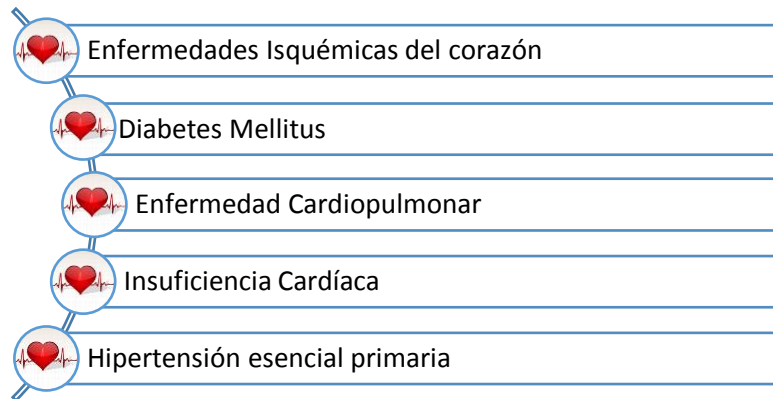 Enfermedades Isquémicas del corazón
Diabetes Mellitus
Enfermedad Cardiopulmonar
Insuficiencia Cardíaca
Hipertensión esencial primaria